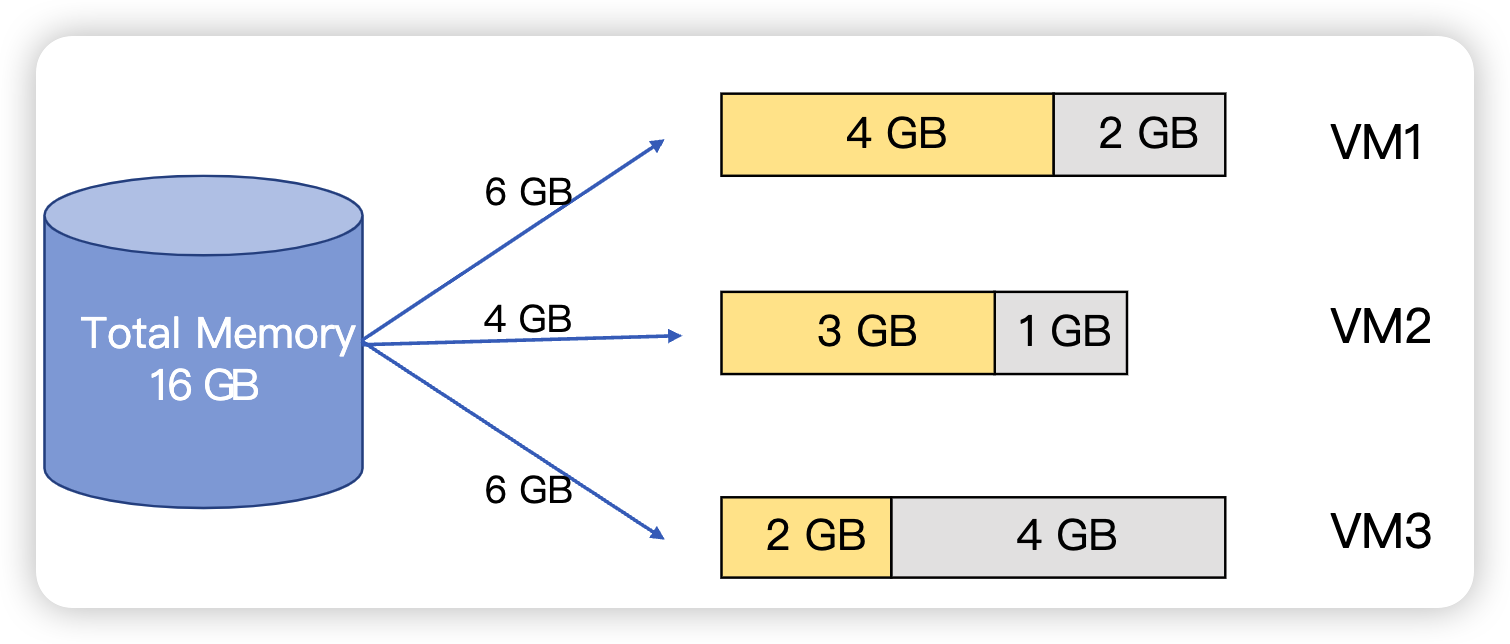 Total Memory
16 GB
6 GB
4 GB
6 GB
4 GB
2 GB
VM1
3 GB
1 GB
VM2
2 GB
4 GB
VM3